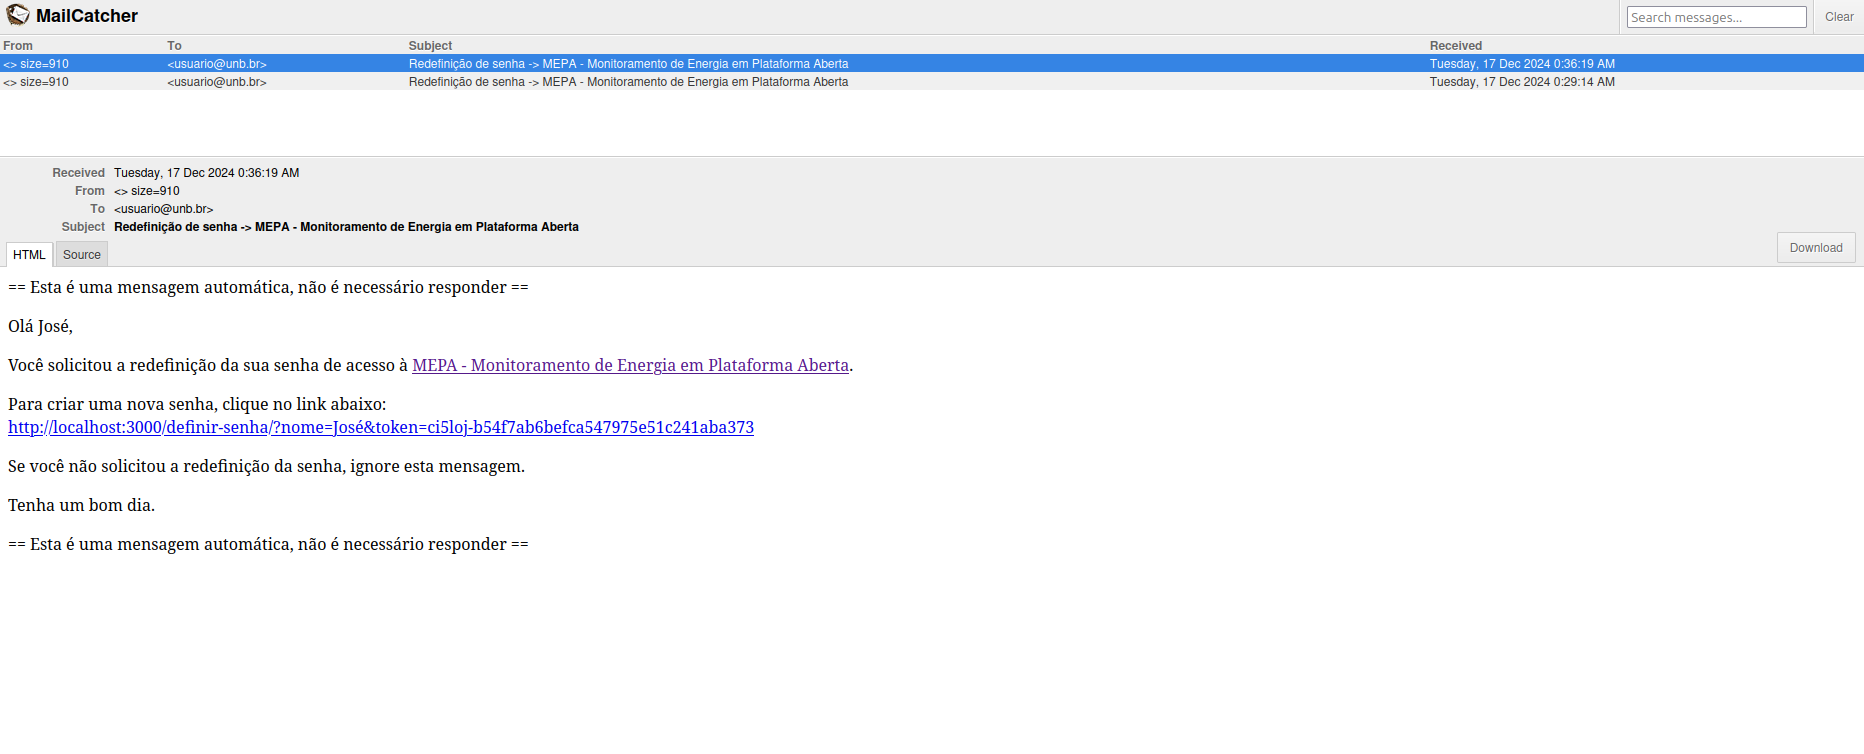 MailCatcher
Search messages...
Clear
From To Subject Received
<> size=910 <usuario@unb.br> Redefinição de senha -> MEPA - Monitoramento de Energia em Plataforma Aberta Tuesday, 17 Dec 2024 0:36:19 AM
<> size=910 <usuario@unb.br> Redefinição de senha -> MEPA - Monitoramento de Energia em Plataforma Aberta Tuesday, 17 Dec 2024 0:29:14 AM
Received Tuesday, 17 Dec 2024 0:36:19 AM
From <> size=910
To <usuario@unb.br>
Subject Redefinição de senha -> MEPA - Monitoramento de Energia em Plataforma Aberta
HTML Source Download
== Esta é uma mensagem automática, não é necessário responder ==
Olá José,
Você solicitou a redefinição da sua senha de acesso à MEPA - Monitoramento de Energia em Plataforma Aberta.
Para criar uma nova senha, clique no link abaixo:
http://localhost:3000/definir-senha/?nome=José&token=ci5loj-b54f7ab6befca547975e51c241aba373
Se você não solicitou a redefinição da senha, ignore esta mensagem.
Tenha um bom dia.
== Esta é uma mensagem automática, não é necessário responder ==